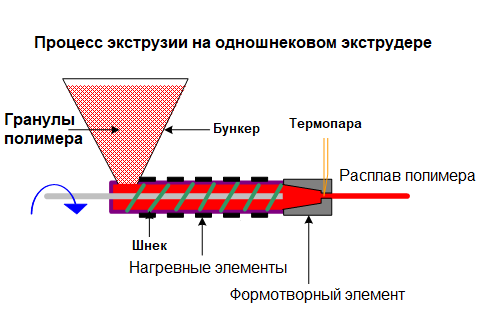 Процесс экструзии на одношнековом экструдере
Гранулы
полимера
Бункер
Термопара
Расплав полимера
Шнек
Нагревные элементы
Формотворный элемент